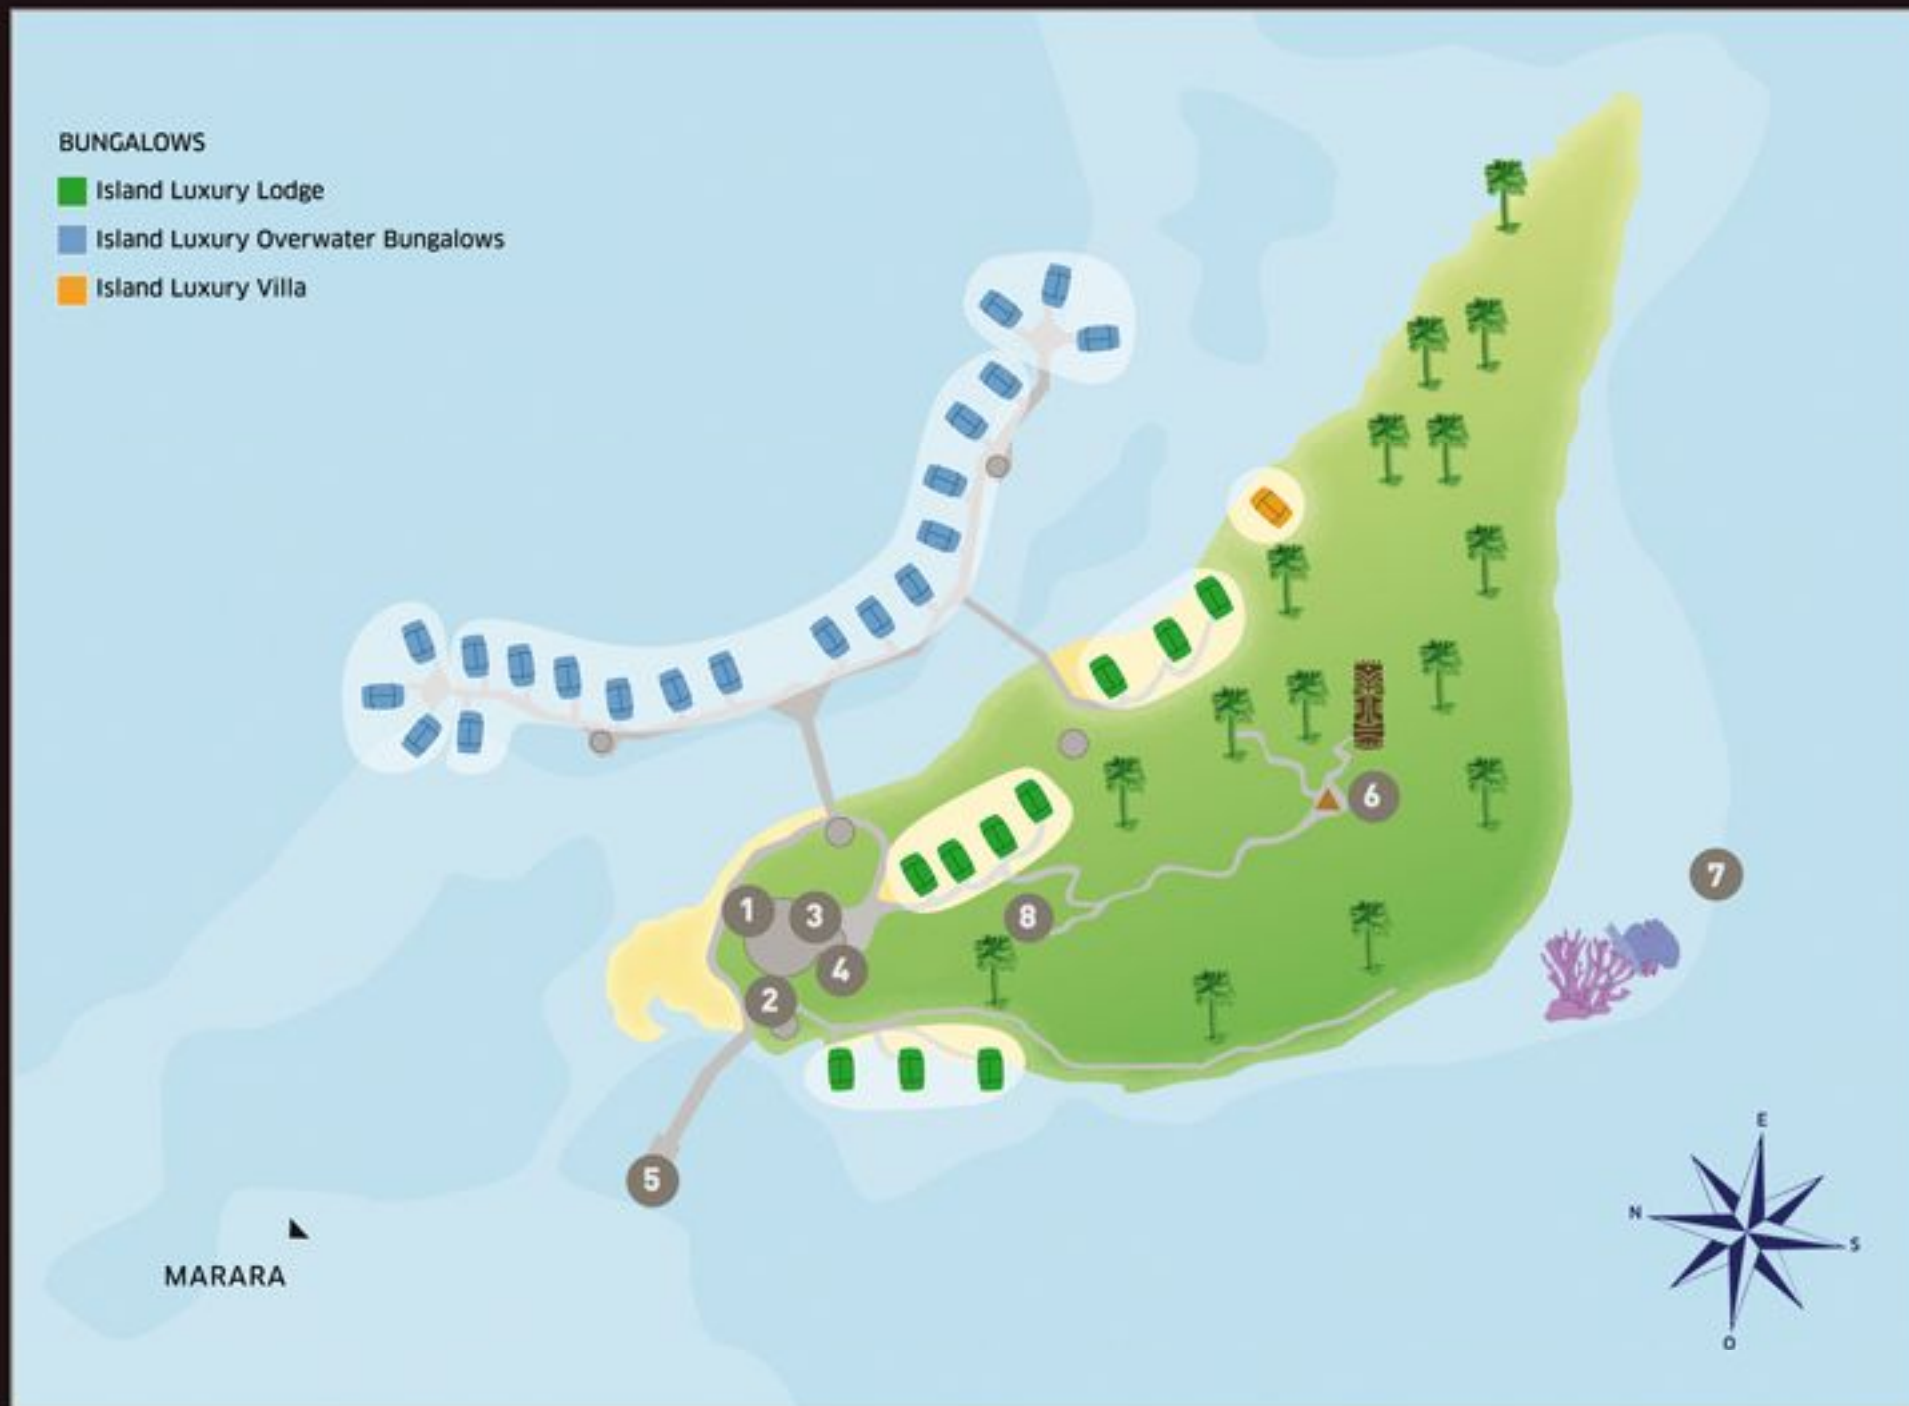 BUNGALOWS
Island Luxury Lodge
Island Luxury Overwater Bungalows
Island Luxury Villa
6
7
1
3
8
4
2
5
E
N
S
O
MARARA